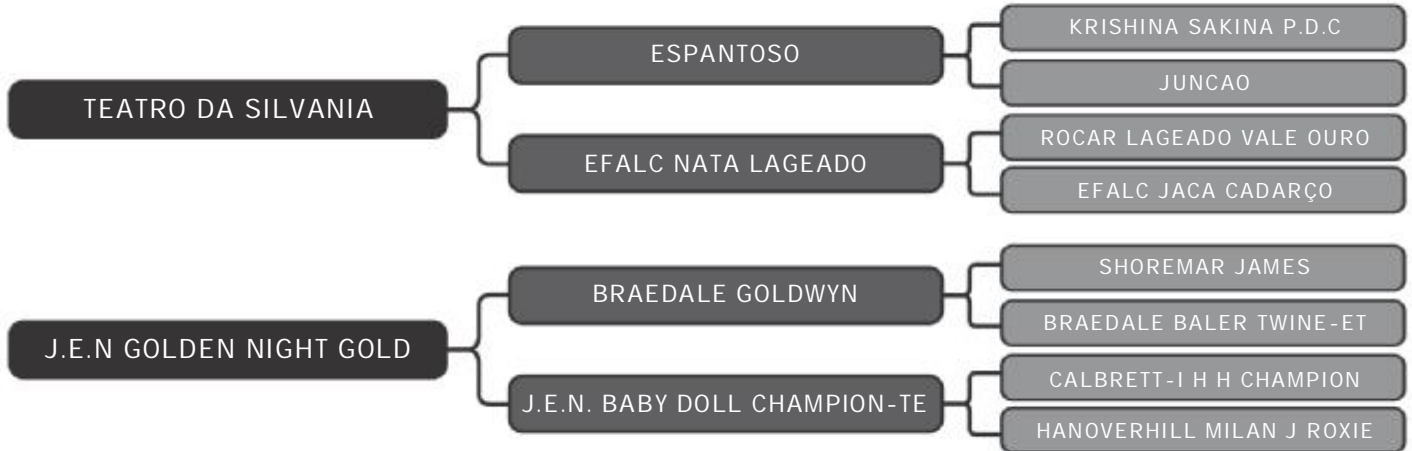 TEATRO DA SILVANIA
ESPANTOSO
KRISHINA SAKINA P.D.C
JUNCAO
EFALC NATA LAGEADO
ROCAR LAGEADO VALE OURO
EFALC JACA CADARÇO
J.E.N GOLDEN NIGHT GOLD
BRAEDALE GOLDWYN
SHOREMAR JAMES
BRAEDALE BALER TWINE-ET
J.E.N. BABY DOLL CHAMPION-TE
CALBRETT-I H H CHAMPION
HANOVERHILL MILAN J ROXIE